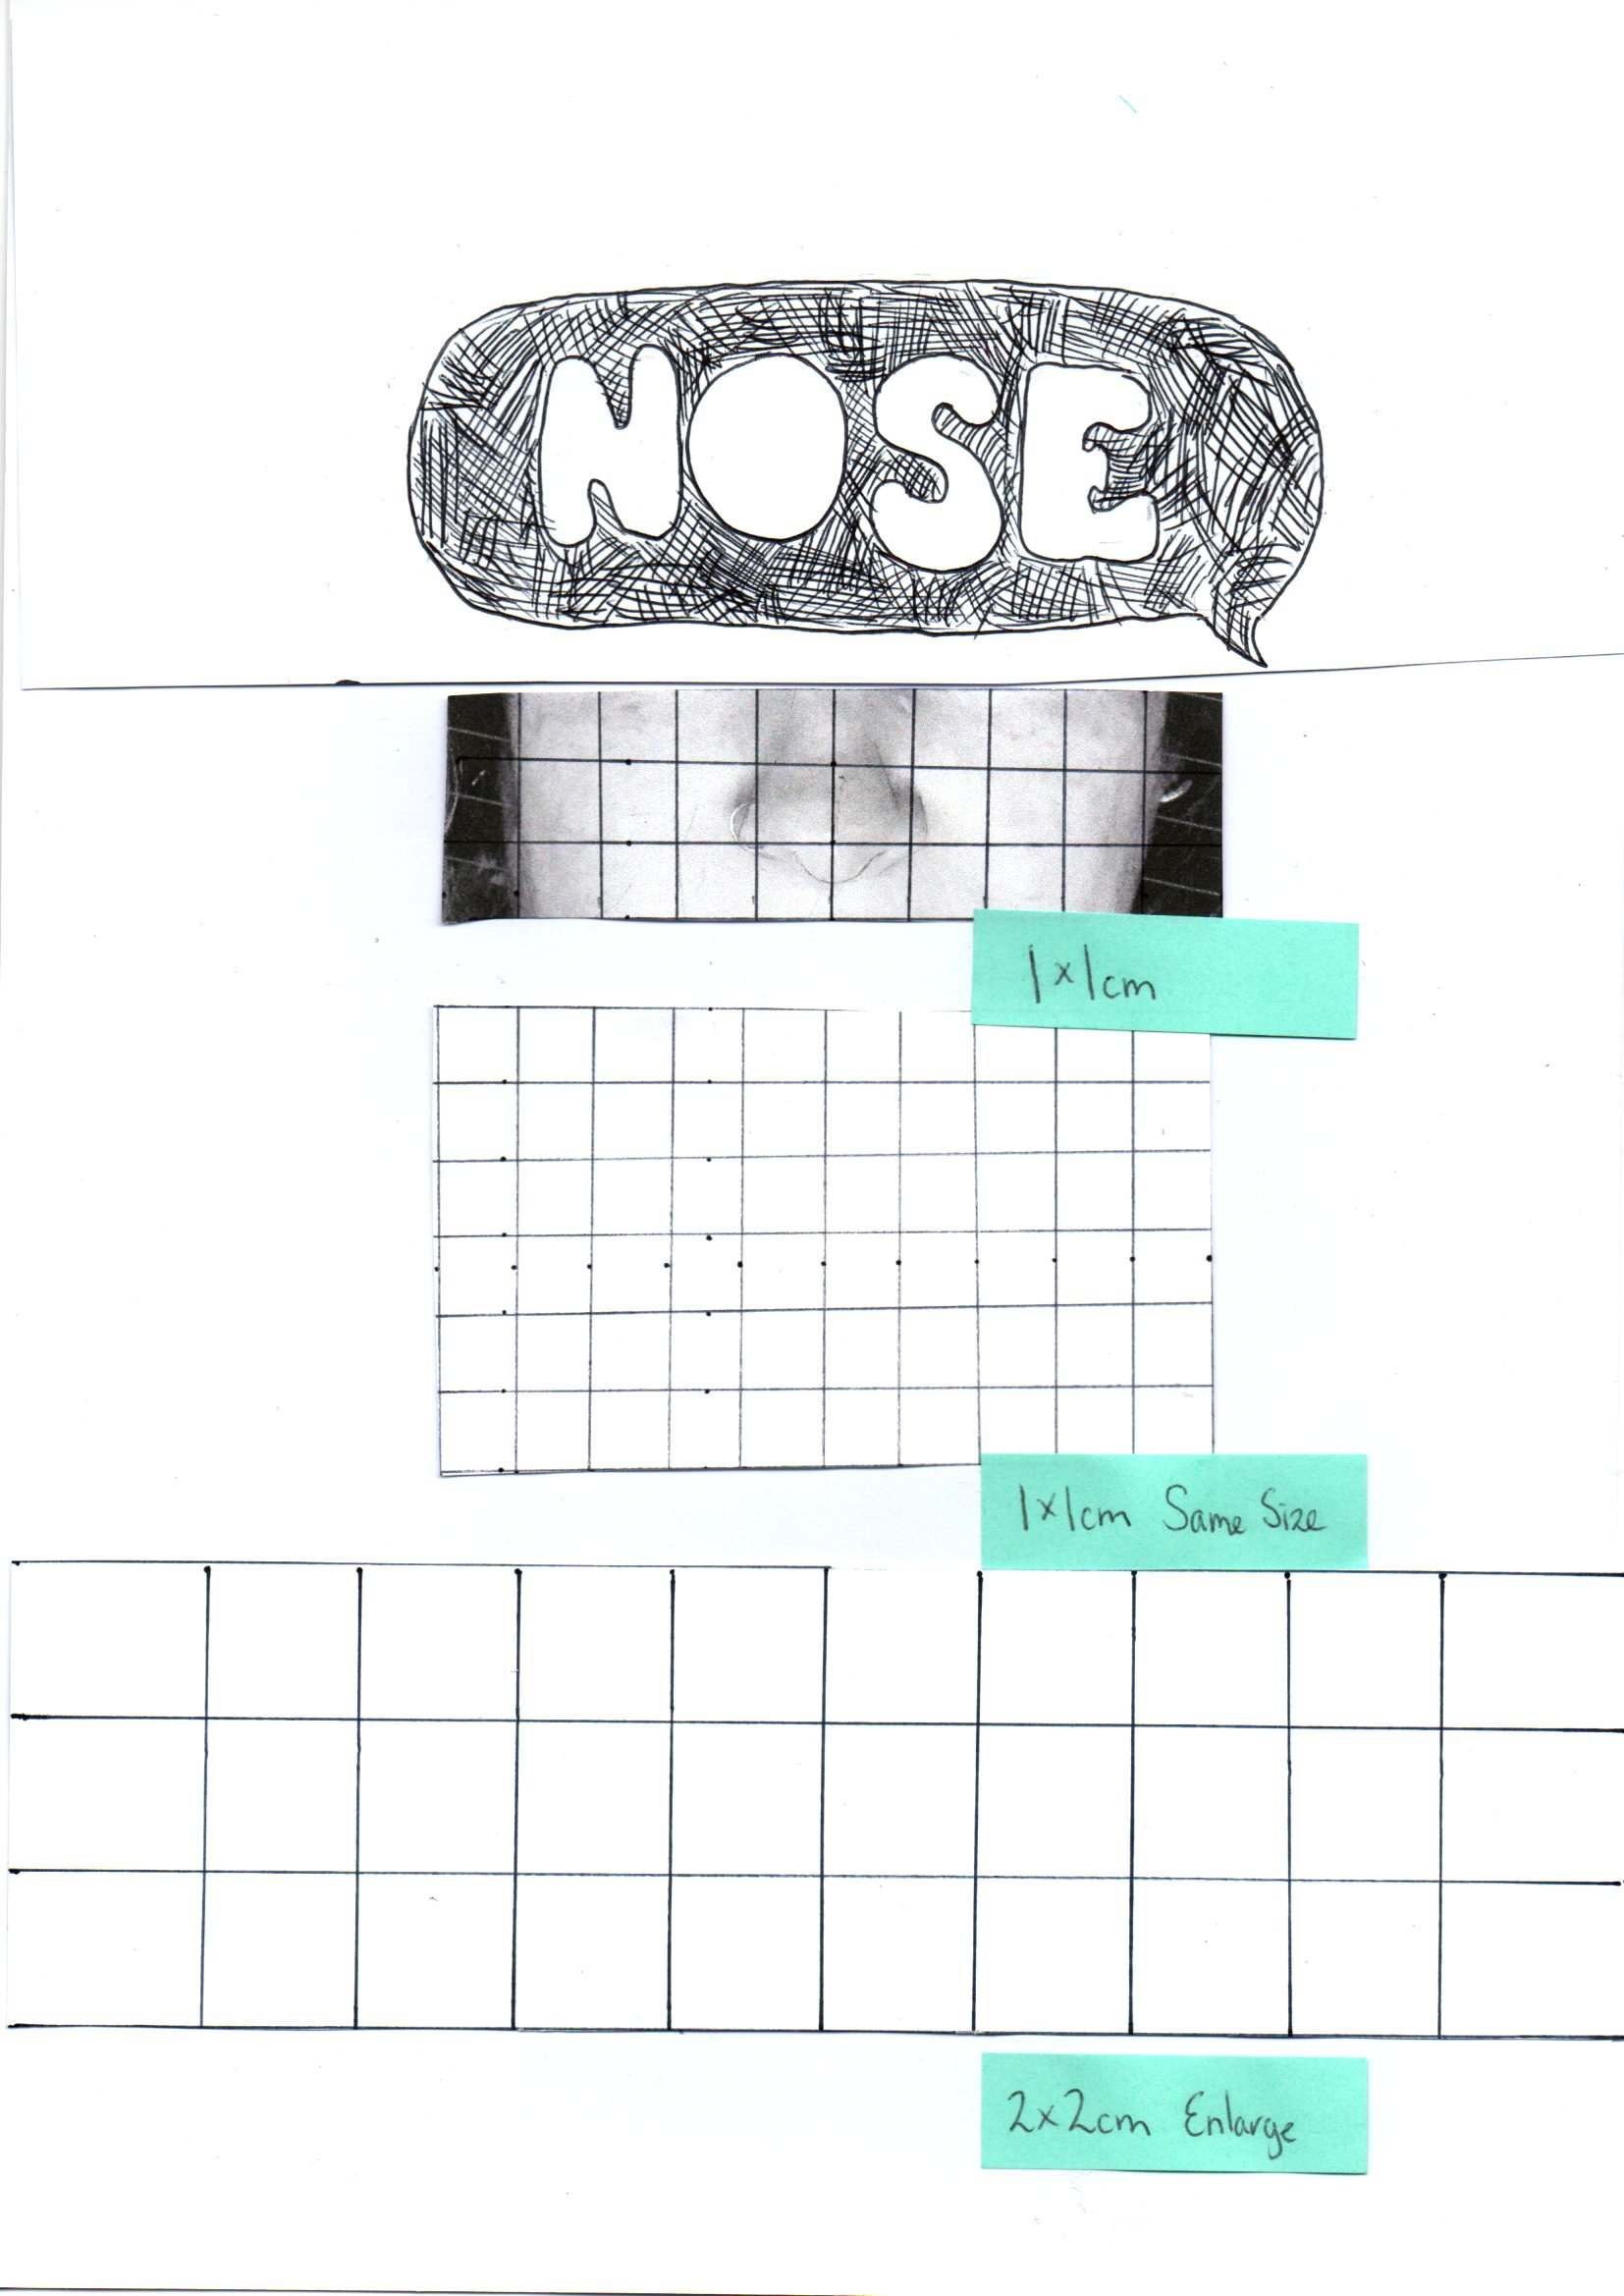 NOSE
1x1cm
1x1cm Same Size
2x2cm Enlarge